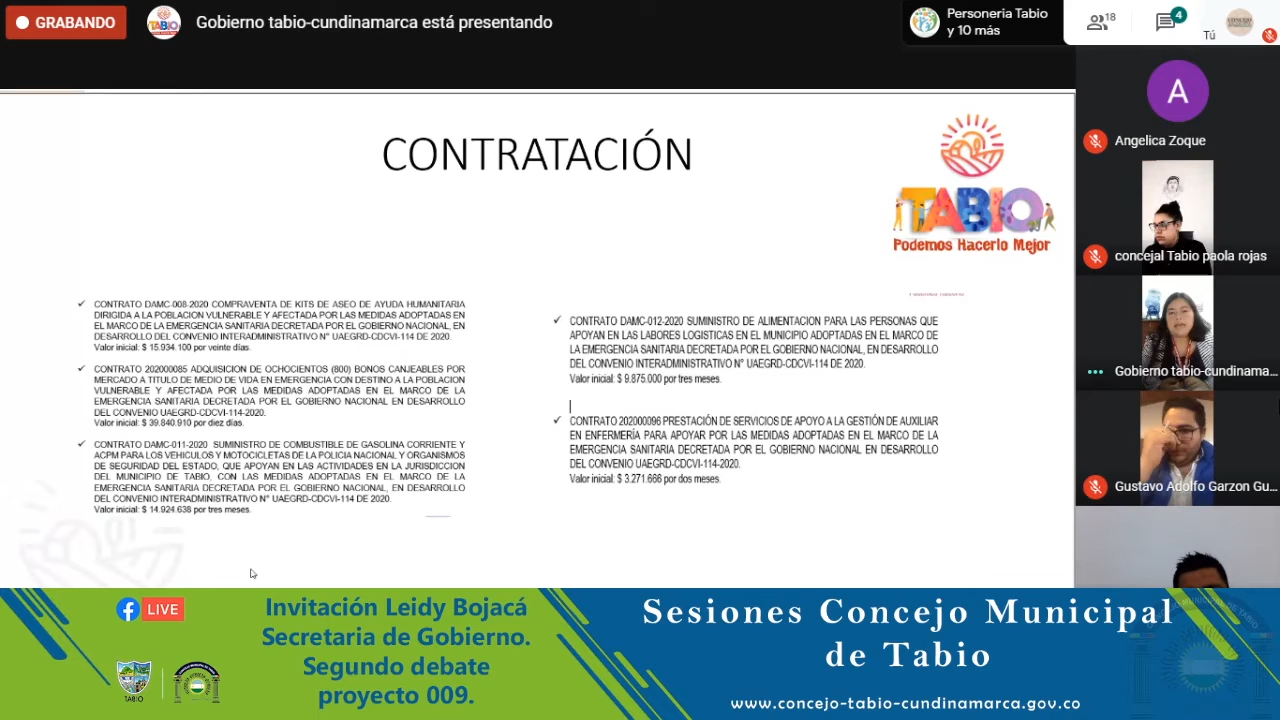 GRABANDO
Gobierno tabio-cundinamarca está presentando
Personeria Tabio
y 10 más
18
4
Tú
CONTRATACIÓN
TABIO
Podemos Hacerlo Mejor
CONTRATO DAMC-008-2020 COMPRAVENTA DE KITS DE ASEO DE AYUDA HUMANITARIA
DIRIGIDA A LA POBLACION VULNERABLE Y AFECTADA POR LAS MEDIDAS ADOPTADAS EN
EL MARCO DE LA EMERGENCIA SANITARIA DECRETADA POR EL GOBIERNO NACIONAL, EN
DESARROLLO DEL CONVENIO INTERADMINISTRATIVO N° UAEGRD-CDCVI-114 DE 2020.
Valor inicial: $ 15.934.100 por veinte días.
CONTRATO 202000085 ADQUISICION DE OCHOCIENTOS (800) BONOS CANJEABLES POR
MERCADO A TITULO DE MEDIO DE VIDA EN EMERGENCIA CON DESTINO A LA POBLACION
VULNERABLE Y AFECTADA POR LAS MEDIDAS ADOPTADAS EN EL MARCO DE LA
EMERGENCIA SANITARIA DECRETADA POR EL GOBIERNO NACIONAL EN DESARROLLO
DEL CONVENIO UAEGRD-CDCVI-114-2020.
Valor inicial: $ 39.840.910 por diez días.
CONTRATO DAMC-011-2020 SUMINISTRO DE COMBUSTIBLE DE GASOLINA CORRIENTE Y
ACPM PARA LOS VEHICULOS Y MOTOCICLETAS DE LA POLICIA NACIONAL Y ORGANISMOS
DE SEGURIDAD DEL ESTADO, QUE APOYAN EN LAS ACTIVIDADES EN LA JURISDICCION
DEL MUNICIPIO DE TABIO, CON LAS MEDIDAS ADOPTADAS EN EL MARCO DE LA
EMERGENCIA SANITARIA DECRETADA POR EL GOBIERNO NACIONAL, EN DESARROLLO
DEL CONVENIO INTERADMINISTRATIVO N° UAEGRD-CDCVI-114 DE 2020.
Valor inicial: $ 14.924.638 por tres meses.
CONTRATO DAMC-012-2020 SUMINISTRO DE ALIMENTACION PARA LAS PERSONAS QUE
APOYAN EN LAS LABORES LOGISTICAS EN EL MUNICIPIO ADOPTADAS EN EL MARCO DE
LA EMERGENCIA SANITARIA DECRETADA POR EL GOBIERNO NACIONAL, EN DESARROLLO
DEL CONVENIO INTERADMINISTRATIVO N° UAEGRD-CDCVI-114 DE 2020.
Valor inicial: $ 9.875.000 por tres meses.
CONTRATO 202000096 PRESTACIÓN DE SERVICIOS DE APOYO A LA GESTIÓN DE AUXILIAR
EN ENFERMERÍA PARA APOYAR POR LAS MEDIDAS ADOPTADAS EN EL MARCO DE LA
EMERGENCIA SANITARIA DECRETADA POR EL GOBIERNO NACIONAL, EN DESARROLLO
DEL CONVENIO UAEGRD-CDCVI-114-2020.
Valor inicial: $ 3.271.666 por dos meses.
A
Angelica Zoque
concejal Tabio paola rojas
Gobierno tabio-cundinama...
Gustavo Adolfo Garzon Gu...
LIVE
TABIO
Invitación Leidy Bojacá
Secretaria de Gobierno.
Segundo debate
proyecto 009.
Sesiones Concejo Municipal
de Tabio
www.concejo-tabio-cundinamarca.gov.co